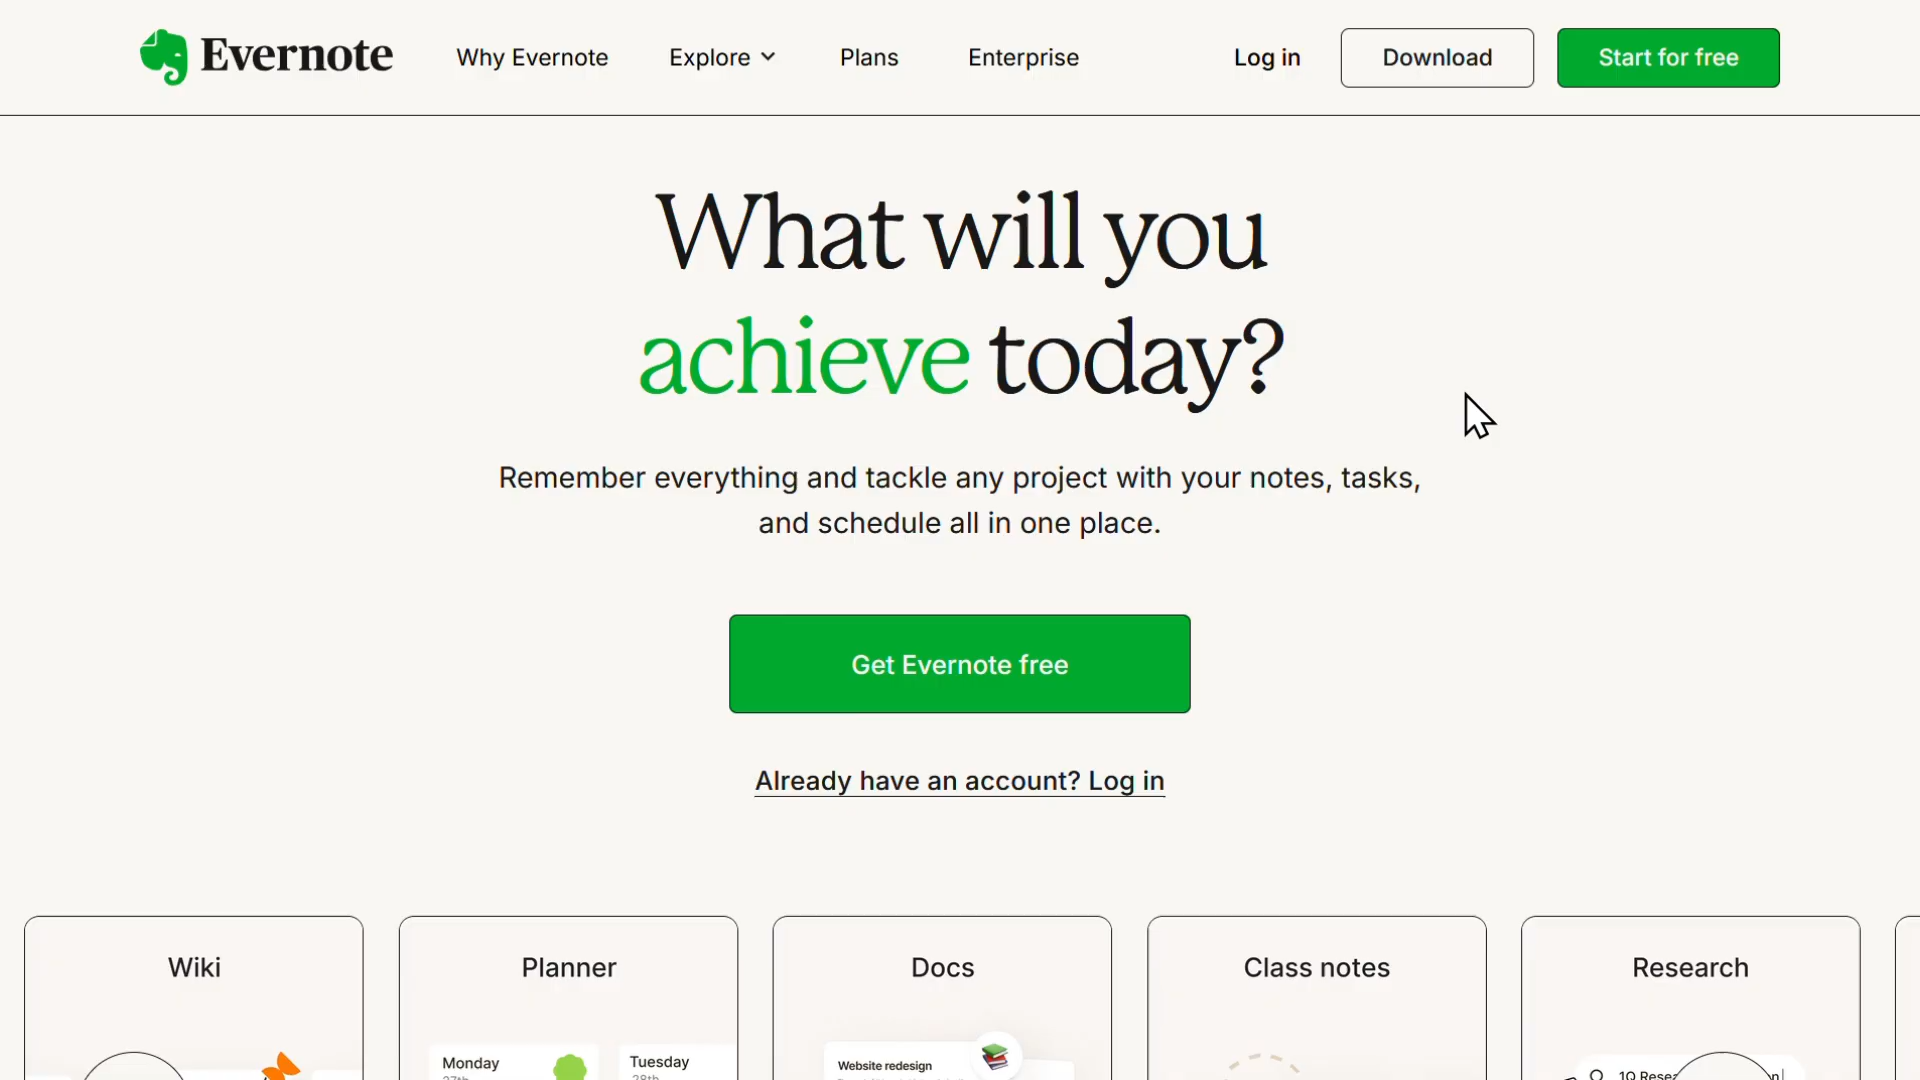 Evernote
Why Evernote
Explore
Plans
Enterprise
Log in
Download
Start for free
What will you
achieve today?
Remember everything and tackle any project with your notes, tasks,
and schedule all in one place.
Get Evernote free
Already have an account? Log in
Wiki
Planner
Docs
Class notes
Research
Monday
Tuesday
28th
Website redesign
1Q